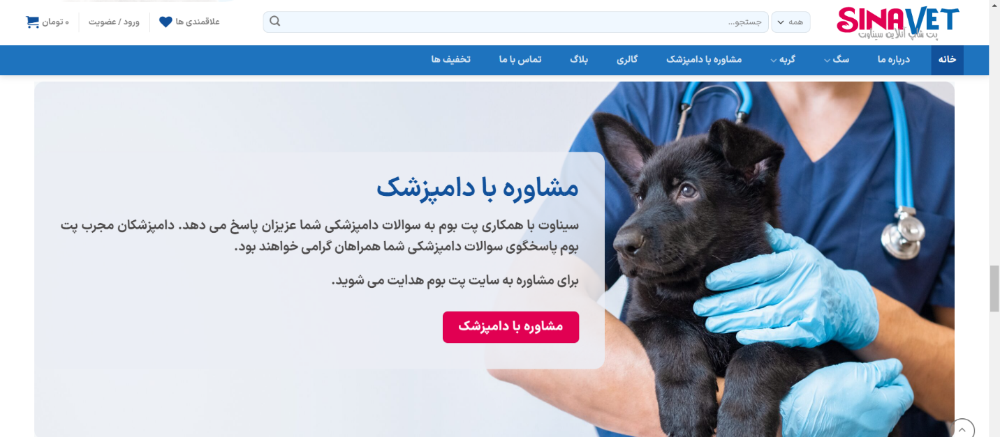 SINAVET
پت شاپ آنلاین سیناوت
همه
جستجو...
علاقمندی ها
ورود / عضویت
۰ تومان
خانه
درباره ما
سگ
گربه
مشاوره با دامپزشک
گالری
بلاگ
تماس با ما
تخفیف ها
مشاوره با دامپزشک
سیناوت با همکاری پت بوم به سوالات دامپزشکی شما عزیزان پاسخ می دهد. دامپزشکان مجرب پت
بوم پاسخگوی سوالات دامپزشکی شما همراهان گرامی خواهند بود.
برای مشاوره به سایت پت بوم هدایت می شوید.
مشاوره با دامپزشک